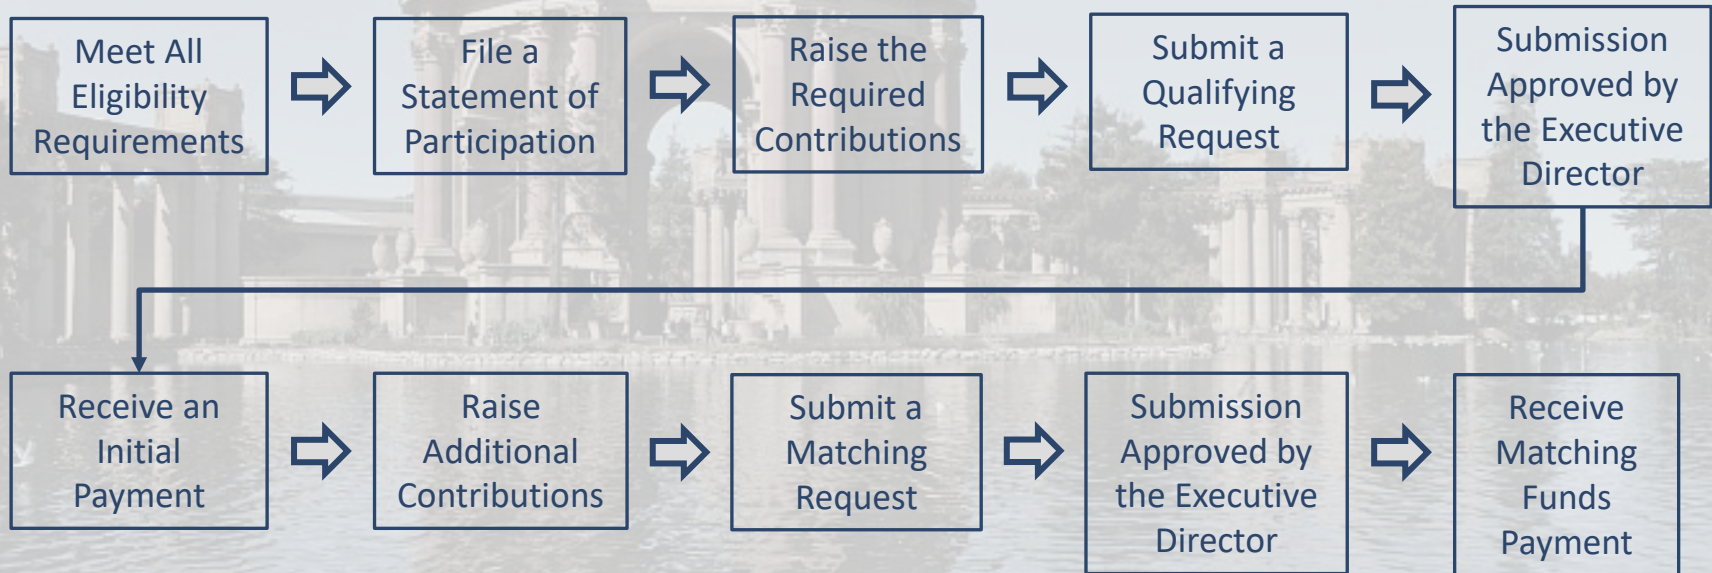 Meet All
Eligibility
Requirements
File a
Statement of
Participation
Raise the
Required
Contributions
Submit a
Qualifying
Request
Submission
Approved by
the Executive
Director
Receive an
Initial
Payment
Raise
Additional
Contributions
Submit a
Matching
Request
Submission
Approved by
the Executive
Director
Receive
Matching
Funds
Payment